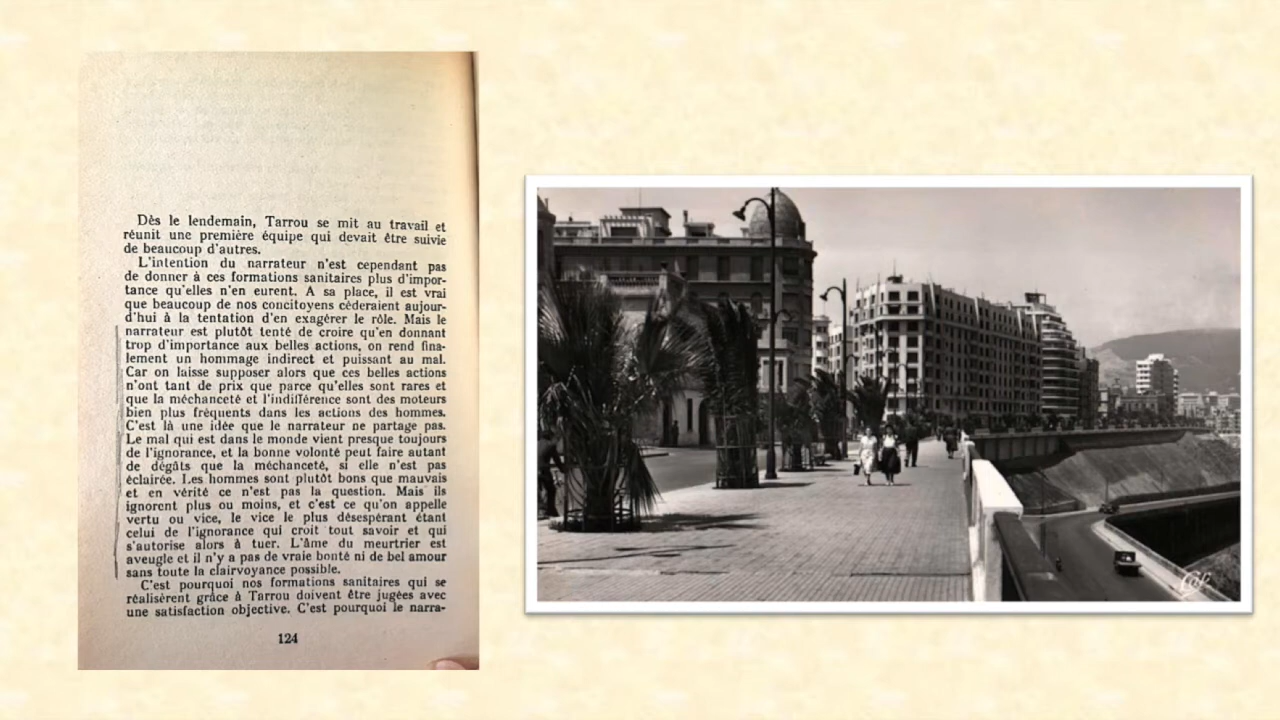 Dès le lendemain, Tarrou se mit au travail et
réunit une première équipe qui devait être suivie
de beaucoup d'autres.
L'intention du narrateur n'est cependant pas
de donner à ces formations sanitaires plus d'impor-
tance qu'elles n'en eurent. A sa place, il est vrai
que beaucoup de nos concitoyens céderaient aujour-
d'hui à la tentation d'en exagérer le rôle. Mais le
narrateur est plutôt tenté de croire qu'en donnant
trop d'importance aux belles actions, on rend fina-
lement un hommage indirect et puissant au mal.
Car on laisse supposer alors que ces belles actions
n'ont tant de prix que parce qu'elles sont rares et
que la méchanceté et l'indifférence sont des moteurs
bien plus fréquents dans les actions des hommes.
C'est là une idée que le narrateur ne partage pas.
Le mal qui est dans le monde vient presque toujours
de l'ignorance, et la bonne volonté peut faire autant
de dégâts que la méchanceté, si elle n'est pas
éclairée. Les hommes sont plutôt bons que mauvais
et en vérité ce n'est pas la question. Mais ils
ignorent plus ou moins, et c'est ce qu'on appelle
vertu ou vice, le vice le plus désespérant étant
celui de l'ignorance qui croit tout savoir et qui
s'autorise alors à tuer. L'âme du meurtrier est
aveugle et il n'y a pas de vraie bonté ni de bel amour
sans toute la clairvoyance possible.
C'est pourquoi nos formations sanitaires qui se
réalisèrent grâce à Tarrou doivent être jugées avec
une satisfaction objective. C'est pourquoi le narra-
124